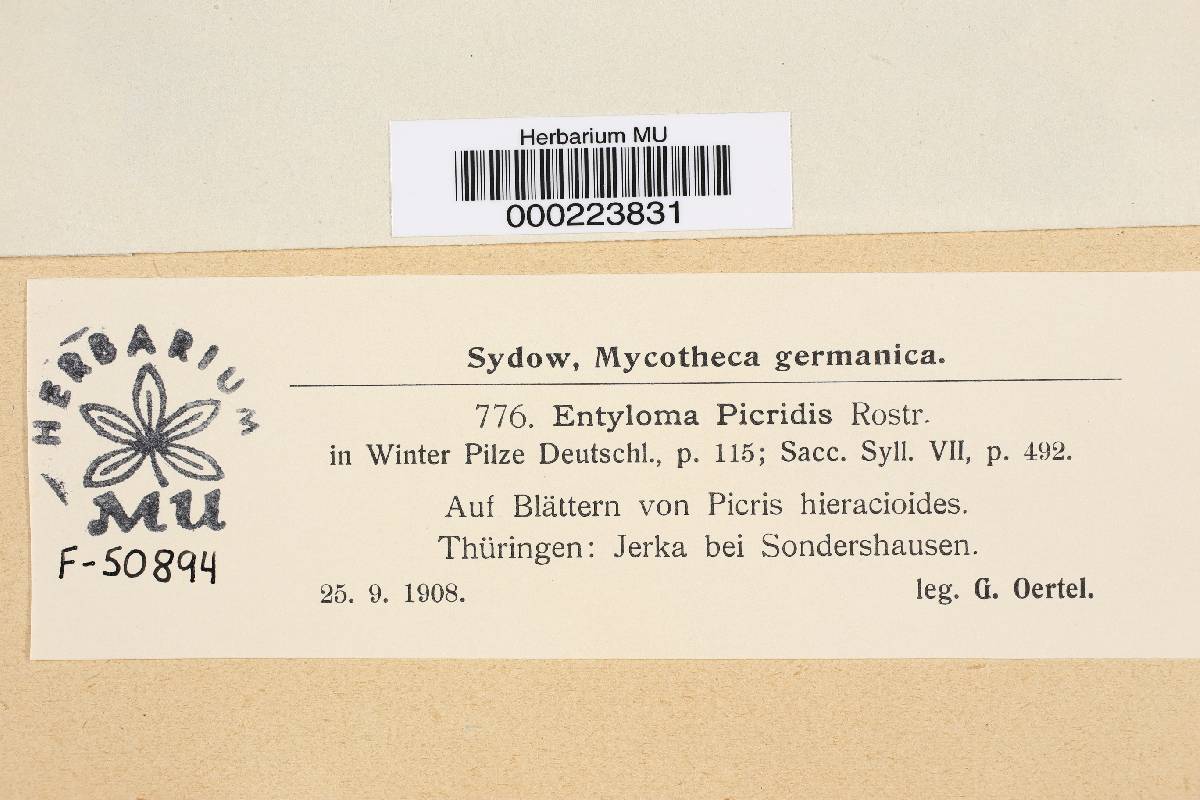 Herbarium MU
000223831
HERBARIUM
MU
F-50894
Sydow, Mycotheca germanica.
776. Entyloma Picridis Rostr.
in Winter Pilze Deutschl., p. 115; Sacc. Syll. VII, p. 492.
Auf Blättern von Picris hieracioides.
Thüringen: Jerka bei Sondershausen.
25. 9. 1908. leg. G. Oertel.